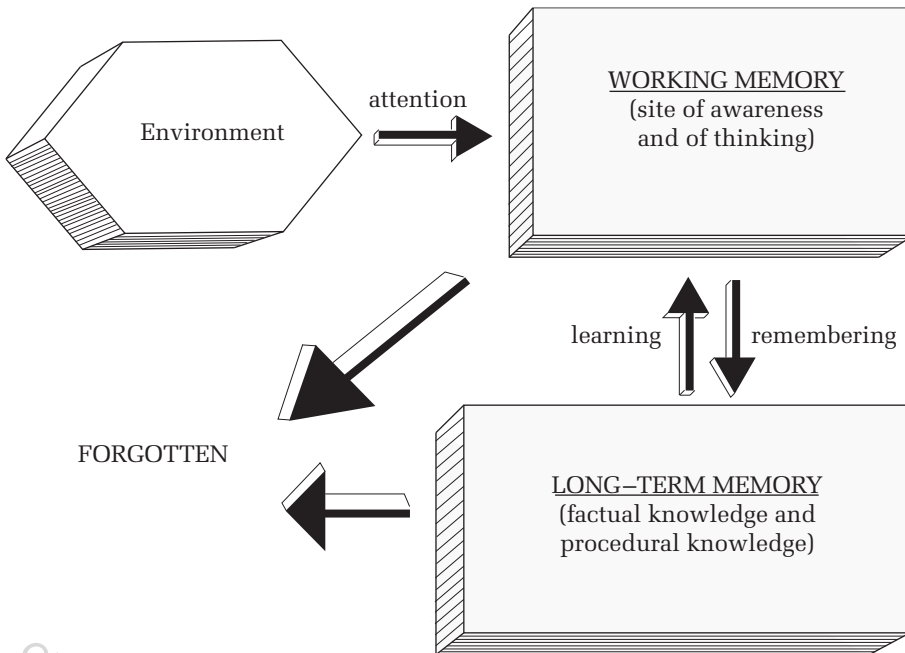 attention
Environment
WORKING MEMORY
(site of awareness
and of thinking)
learning
remembering
FORGOTTEN
LONG–TERM MEMORY
(factual knowledge and
procedural knowledge)